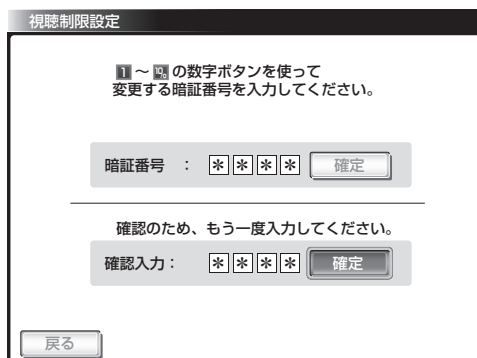 視聴制限設定
1 ~ 10 の数字ボタンを使って
変更する暗証番号を入力してください。
暗証番号 : ＊＊＊＊ 確定
確認のため、もう一度入力してください。
確認入力 : ＊＊＊＊ 確定
戻る